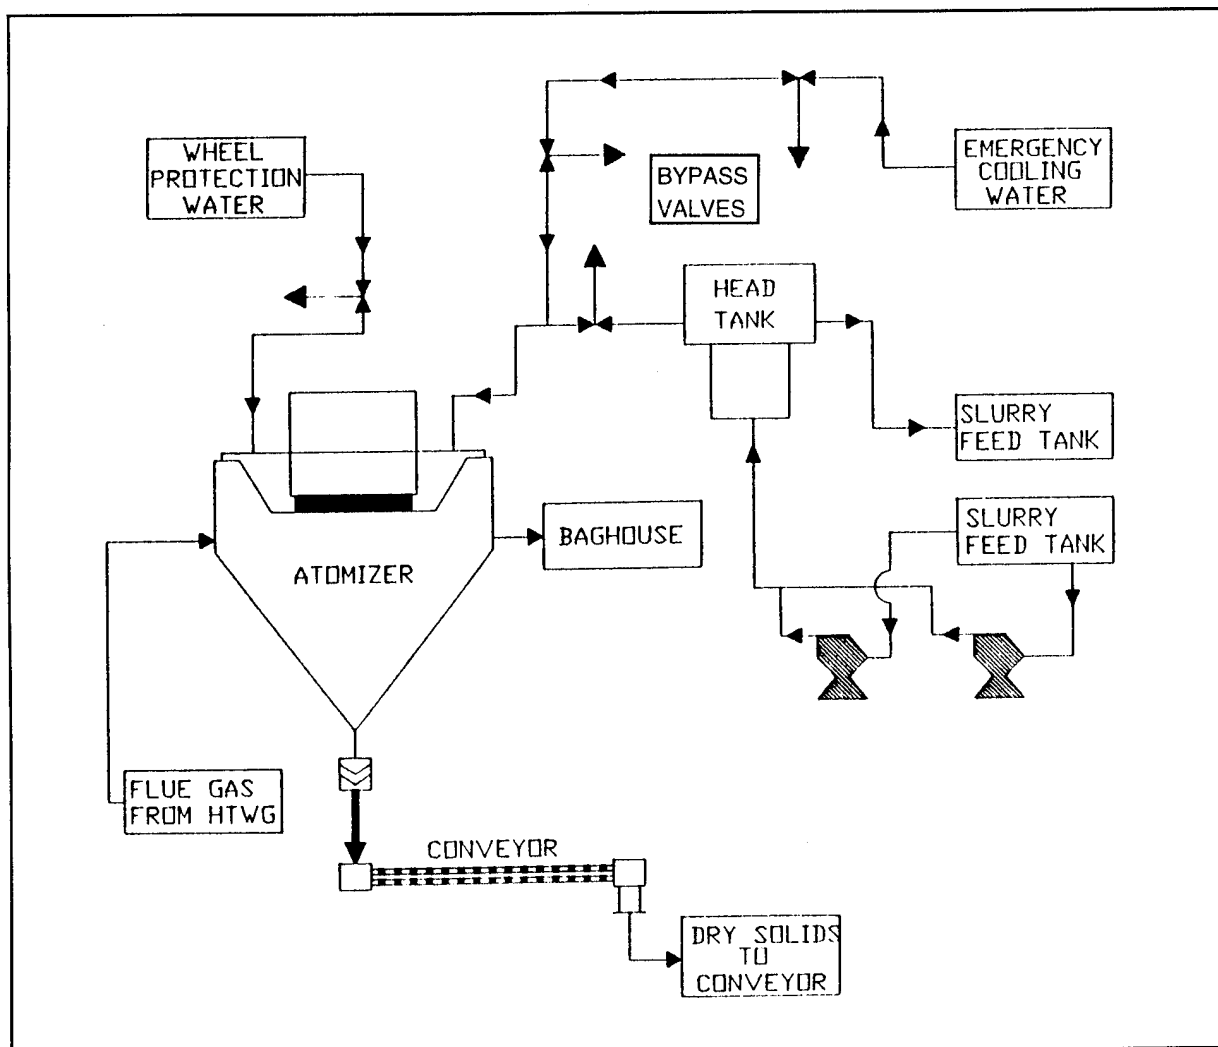 WHEEL
PROTECTION
WATER
BYPASS
VALVES
EMERGENCY
COOLING
WATER
HEAD
TANK
SLURRY
FEED TANK
SLURRY
FEED TANK
BAGHOUSE
ATOMIZER
FLUE GAS
FROM HTWG
CONVEYOR
DRY SOLIDS
TO
CONVEYOR